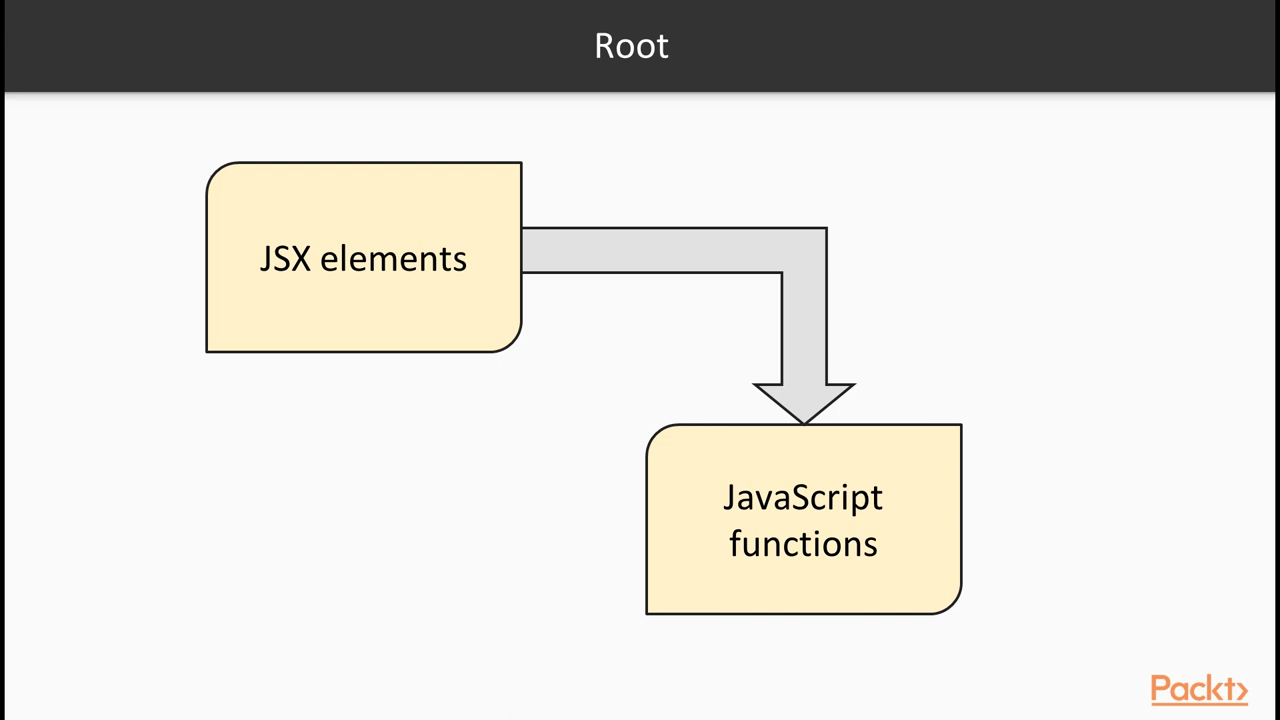 Root
JSX elements
JavaScript
functions
Packt>